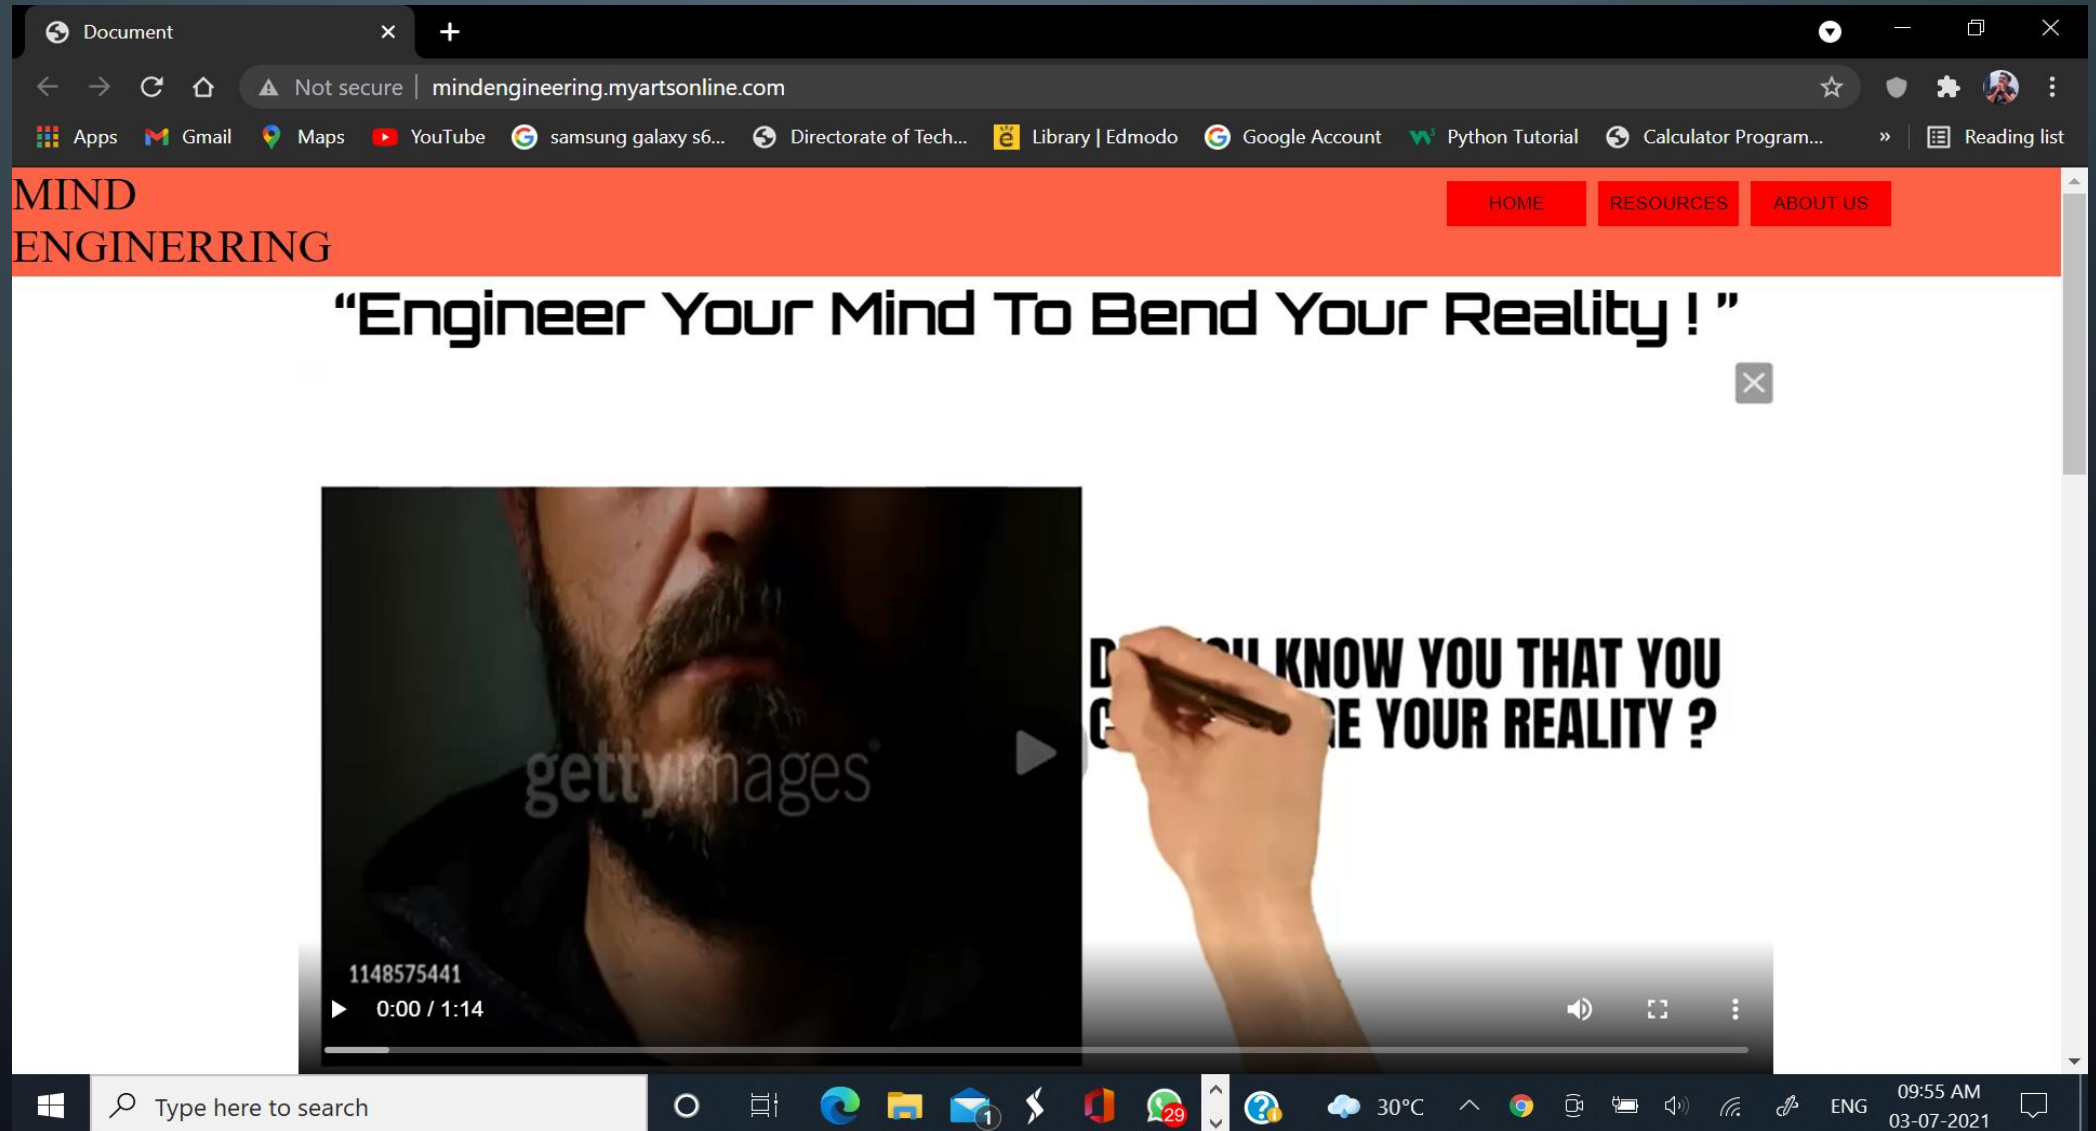 Document
Not secure | mindengineering.myartsonline.com
Apps Gmail Maps YouTube samsung galaxy s6... Directorate of Tech... Library | Edmodo Google Account Python Tutorial Calculator Program... » Reading list
MIND
ENGINERRING
HOME RESOURCES ABOUT US
“Engineer Your Mind To Bend Your Reality ! ”
KNOW YOU THAT YOU
YOUR REALITY ?
gettyimages
1148575441
0:00 / 1:14
Type here to search
1
29
30°C
ENG
09:55 AM
03-07-2021